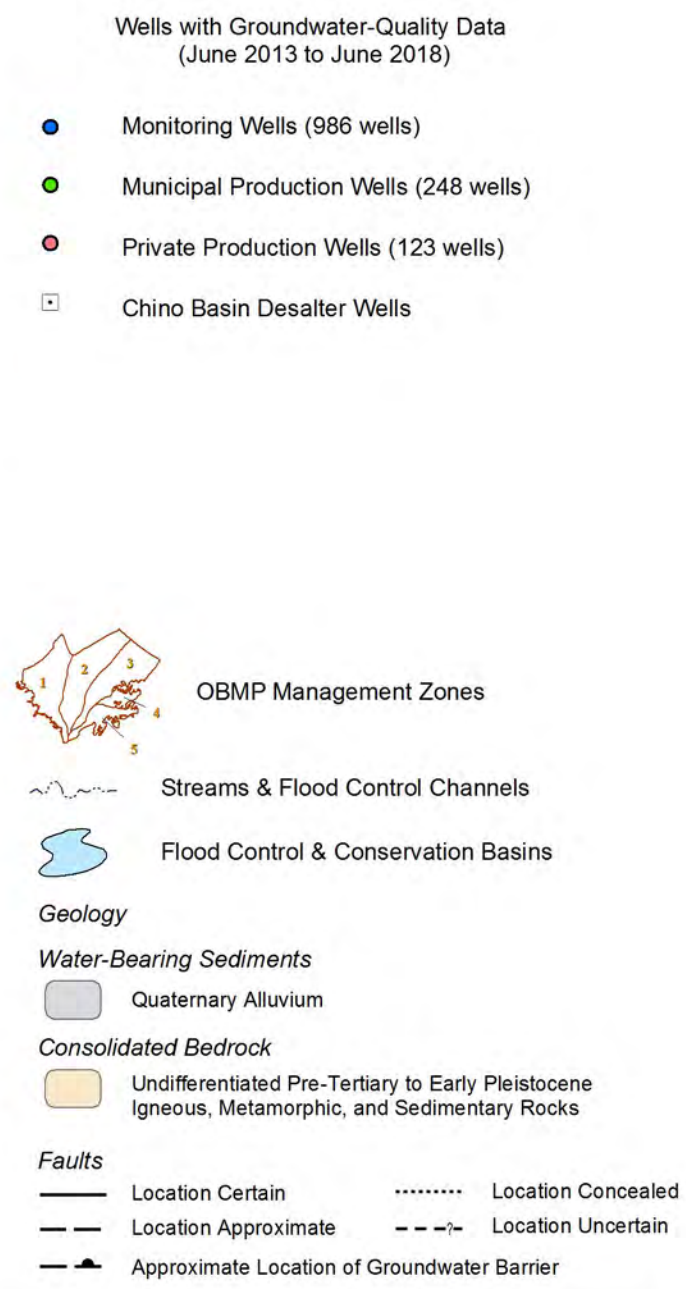 Wells with Groundwater-Quality Data
(June 2013 to June 2018)
Monitoring Wells (986 wells)
Municipal Production Wells (248 wells)
Private Production Wells (123 wells)
Chino Basin Desalter Wells
1
2
3
4
5
OBMP Management Zones
Streams & Flood Control Channels
Flood Control & Conservation Basins
Geology
Water-Bearing Sediments
Quaternary Alluvium
Consolidated Bedrock
Undifferentiated Pre-Tertiary to Early Pleistocene
Igneous, Metamorphic, and Sedimentary Rocks
Faults
Location Certain
Location Concealed
Location Approximate
?
Location Uncertain
Approximate Location of Groundwater Barrier